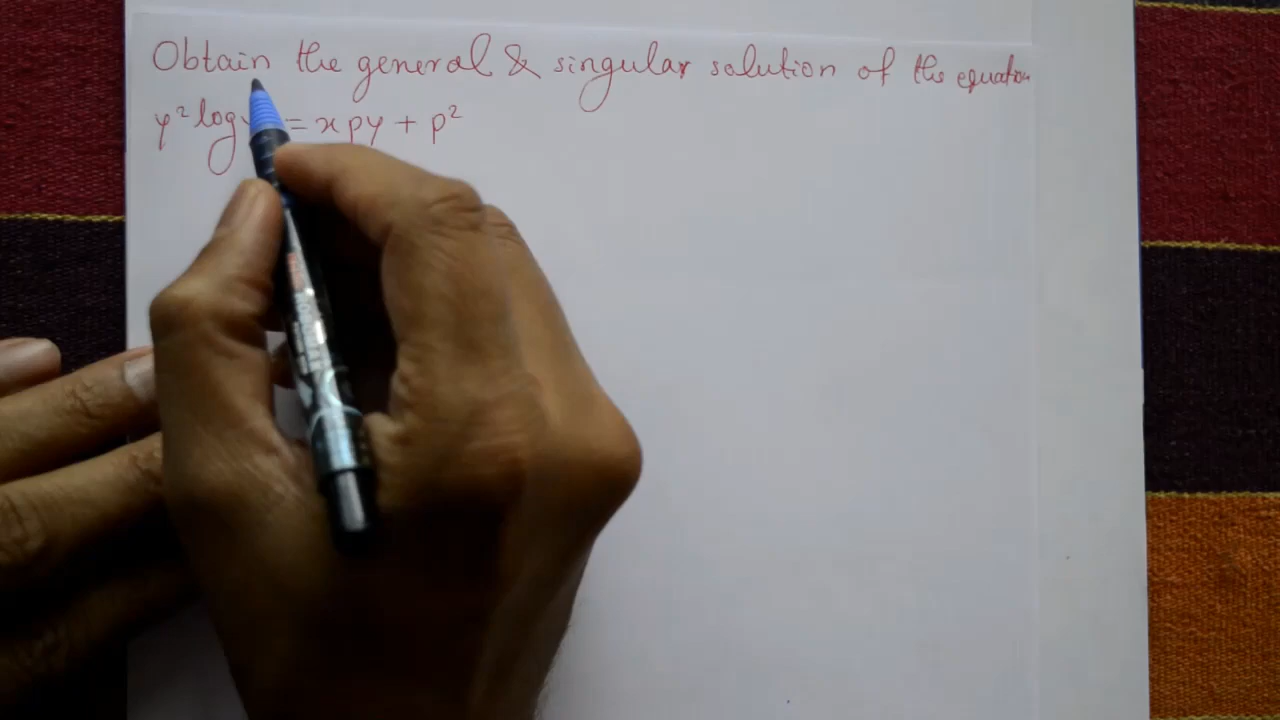 Obtain the general & singular solution of the equation
y² log = xpy + p²